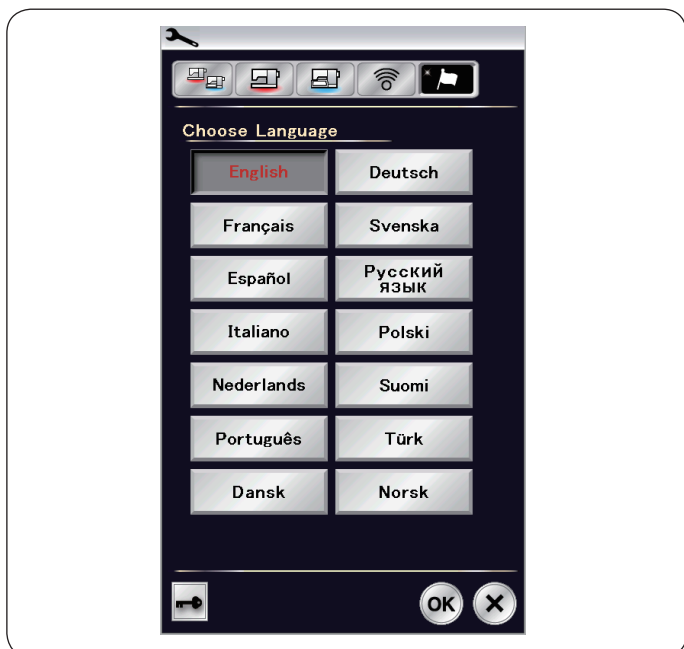 Choose Language
English
Deutsch
Français
Svenska
Español
Русский
язык
Italiano
Polski
Nederlands
Suomi
Português
Türk
Dansk
Norsk
OK